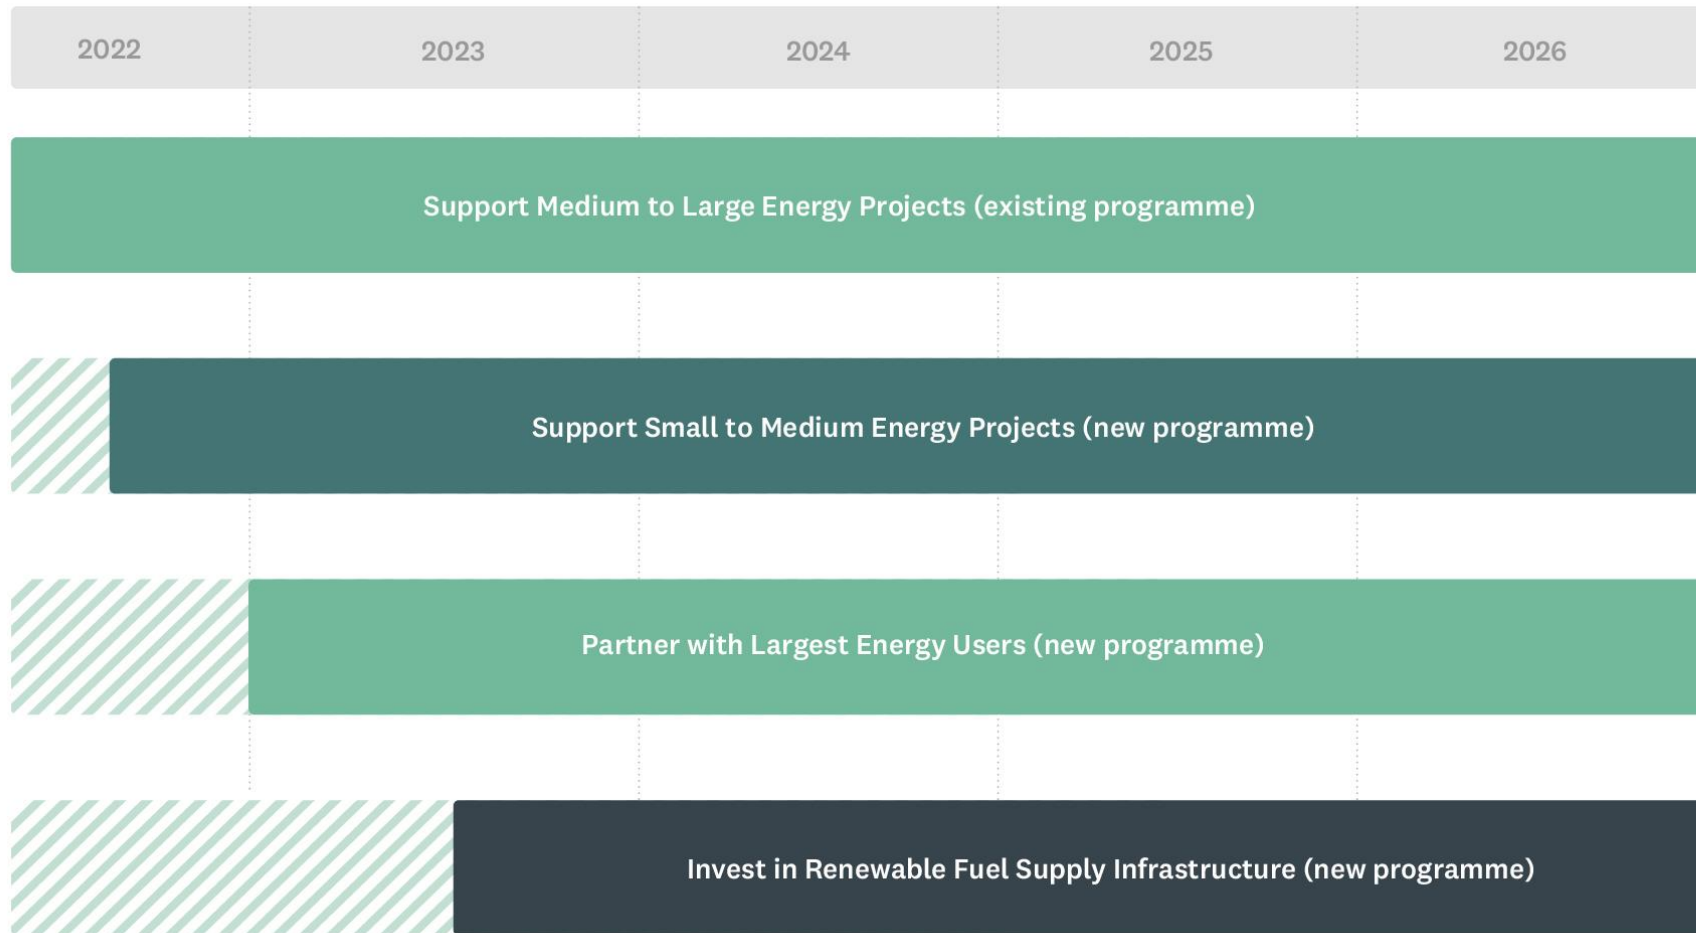 2022 2023 2024 2025 2026
Support Medium to Large Energy Projects (existing programme)
Support Small to Medium Energy Projects (new programme)
Partner with Largest Energy Users (new programme)
Invest in Renewable Fuel Supply Infrastructure (new programme)